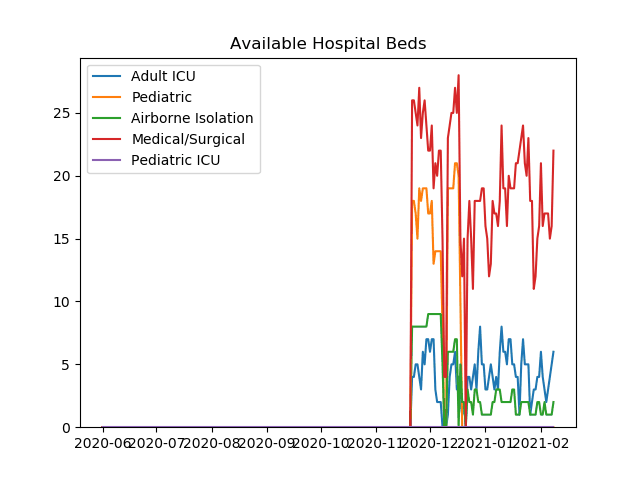 Available Hospital Beds
Adult ICU
Pediatric
Airborne Isolation
Medical/Surgical
Pediatric ICU
25
20
15
10
5
0
2020-06 2020-07 2020-08 2020-09 2020-10 2020-11 2020-12 2021-01 2021-02